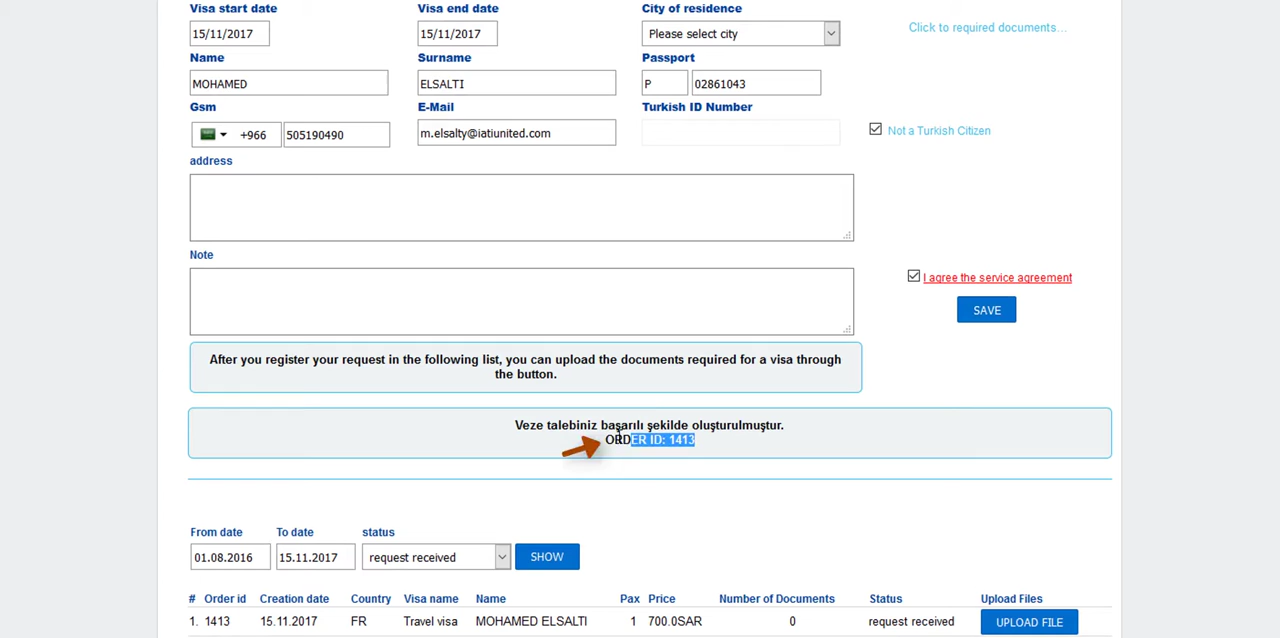 Visa start date Visa end date City of residence
15/11/2017 15/11/2017 Please select city Click to required documents...
Name Surname Passport
MOHAMED ELSALTI P 02861043
Gsm E-Mail Turkish ID Number
+966 505190490 m.elsalty@iatiunited.com Not a Turkish Citizen
address
Note
I agree the service agreement
SAVE
After you register your request in the following list, you can upload the documents required for a visa through
the button.
Veze talebiniz başarılı şekilde oluşturulmuştur.
ORDER ID: 1413
From date To date status
01.08.2016 15.11.2017 request received SHOW
# Order id Creation date Country Visa name Name Pax Price Number of Documents Status Upload Files
1. 1413 15.11.2017 FR Travel visa MOHAMED ELSALTI 1 700.0SAR 0 request received UPLOAD FILE